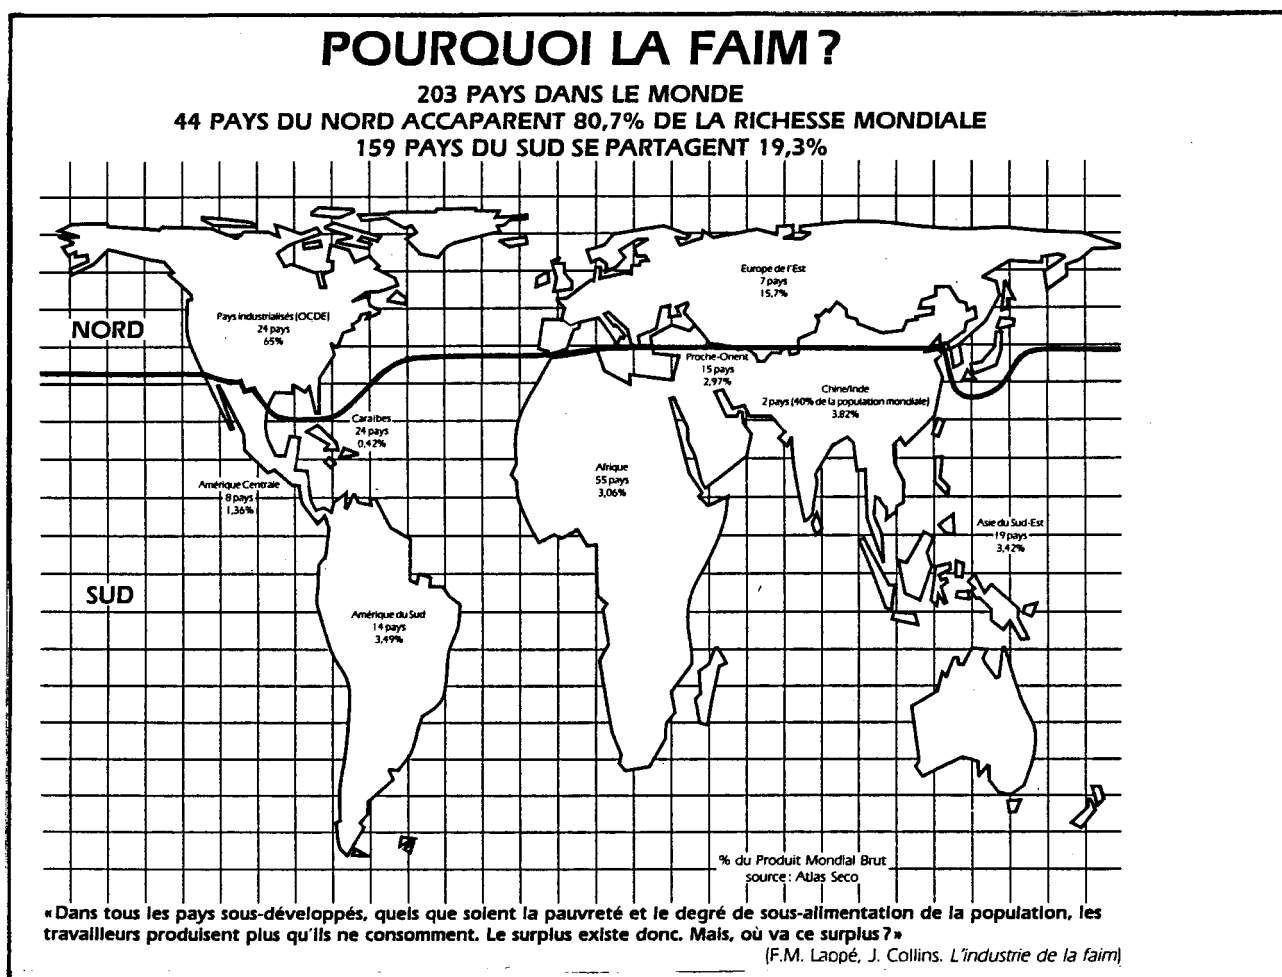 POURQUOI LA FAIM?
203 PAYS DANS LE MONDE
44 PAYS DU NORD ACCAPARENT 80,7% DE LA RICHESSE MONDIALE
159 PAYS DU SUD SE PARTAGENT 19,3%
Europe de l'Est
7 pays
15,7%
Pays industrialisés (OCDE)
24 pays
65%
NORD
Proche-Orient
15 pays
2,97%
Chine/Inde
2 pays (40% de la population mondiale)
3,82%
Caraïbes
24 pays
0,42%
Afrique
55 pays
3,06%
Amérique Centrale
8 pays
1,36%
Asie du Sud-Est
19 pays
3,42%
SUD
Amérique du Sud
14 pays
3,49%
% du Produit Mondial Brut
source : Atlas Seco
«Dans tous les pays sous-développés, quels que soient la pauvreté et le degré de sous-alimentation de la population, les
travailleurs produisent plus qu'ils ne consomment. Le surplus existe donc. Mais, où va ce surplus?»
(F.M. Lappé, J. Collins. L'industrie de la faim)